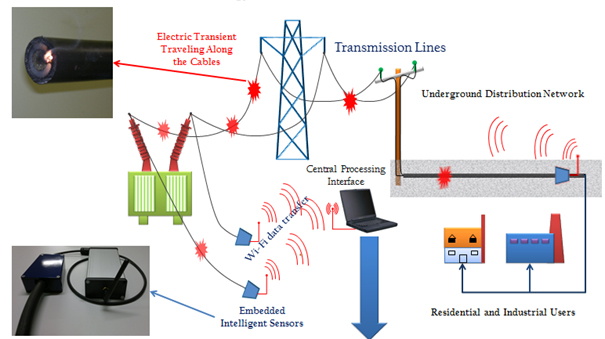 Electric Transient
Traveling Along
the Cables
Transmission Lines
Underground Distribution Network
Central Processing
Interface
Wi-Fi data transfer
Embedded
Intelligent Sensors
Residential and Industrial Users